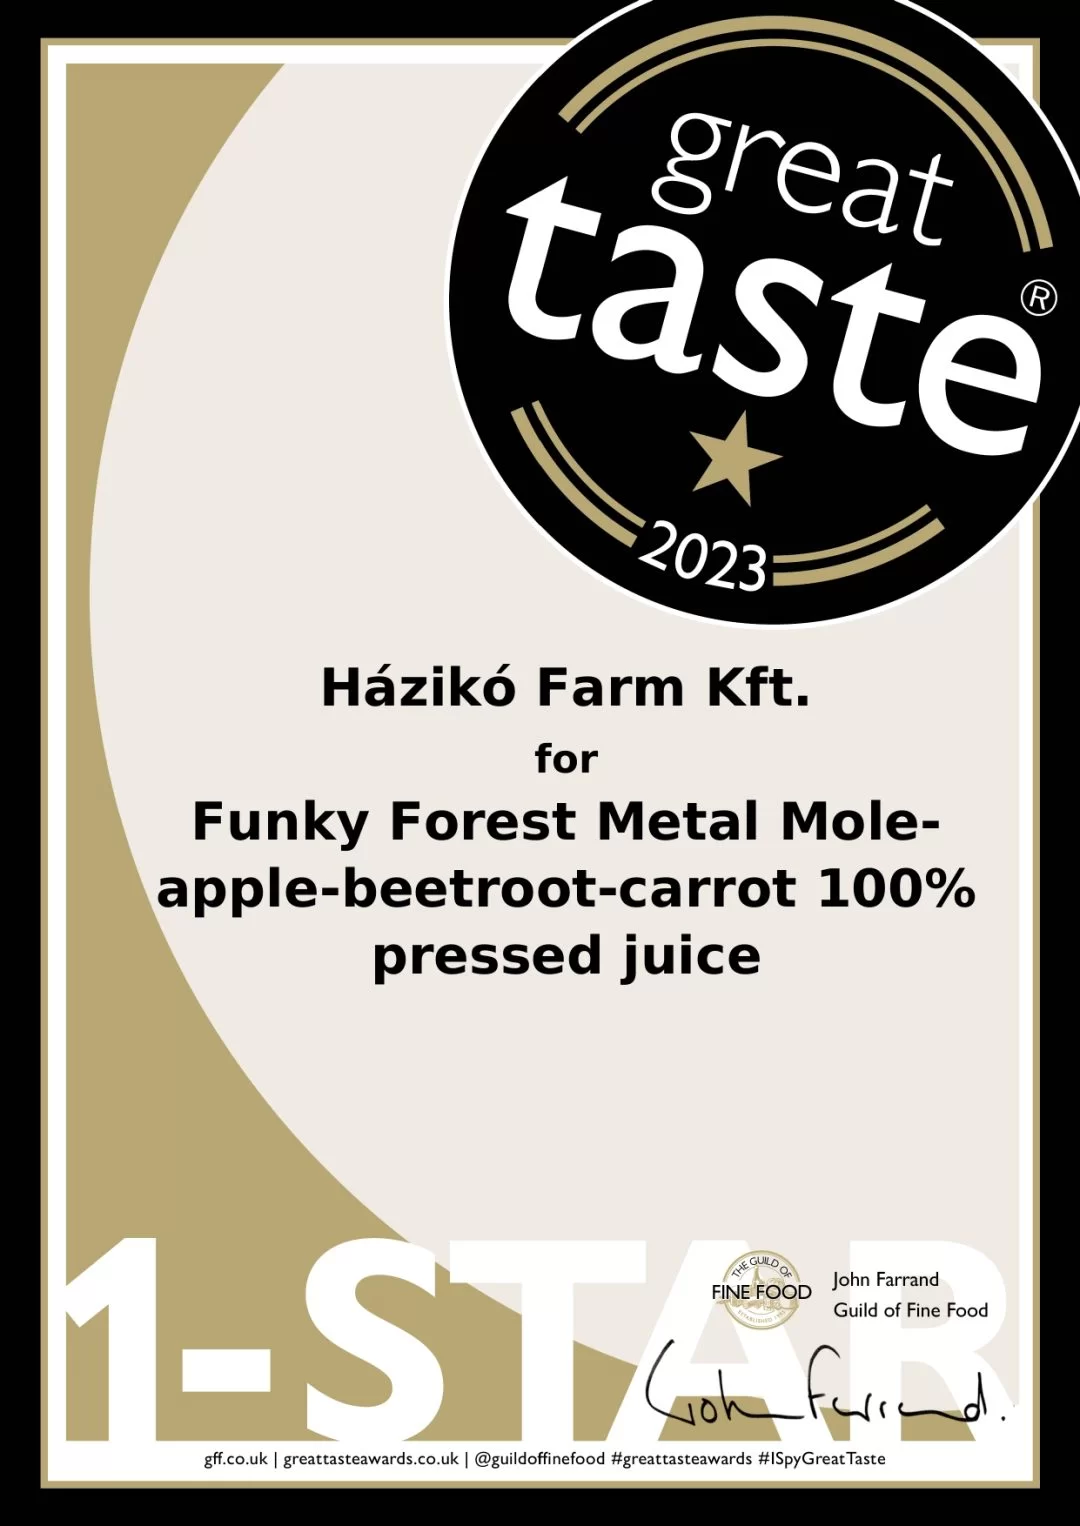 great
taste
®
2023
Házikó Farm Kft.
for
Funky Forest Metal Mole-
apple-beetroot-carrot 100%
pressed juice
1-STAR
THE GUILD OF
FINE FOOD
John Farrand
Guild of Fine Food
John Farrand.
gff.co.uk | greattasteawards.co.uk | @guildoffinefood #greattasteawards #ISpyGreatTaste